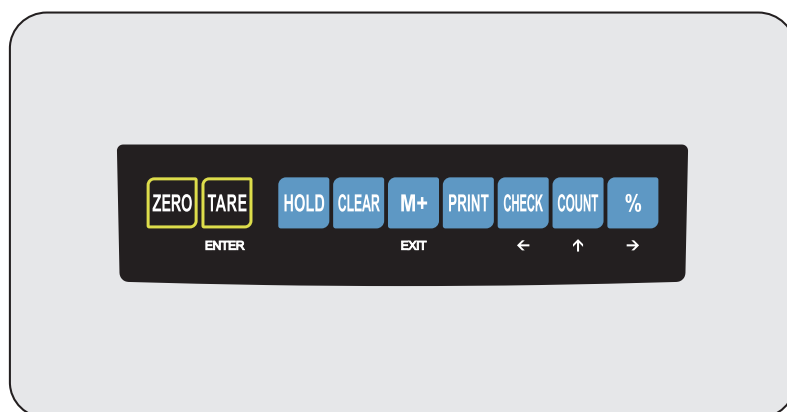 ZERO TARE HOLD CLEAR M+ PRINT CHECK COUNT %
ENTER EXIT ← ↑ →